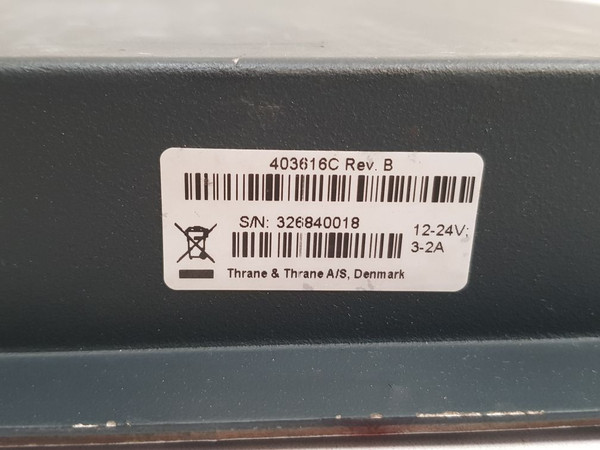 403616C Rev. B
S/N: 326840018
12-24V;
3-2A
Thrane & Thrane A/S, Denmark